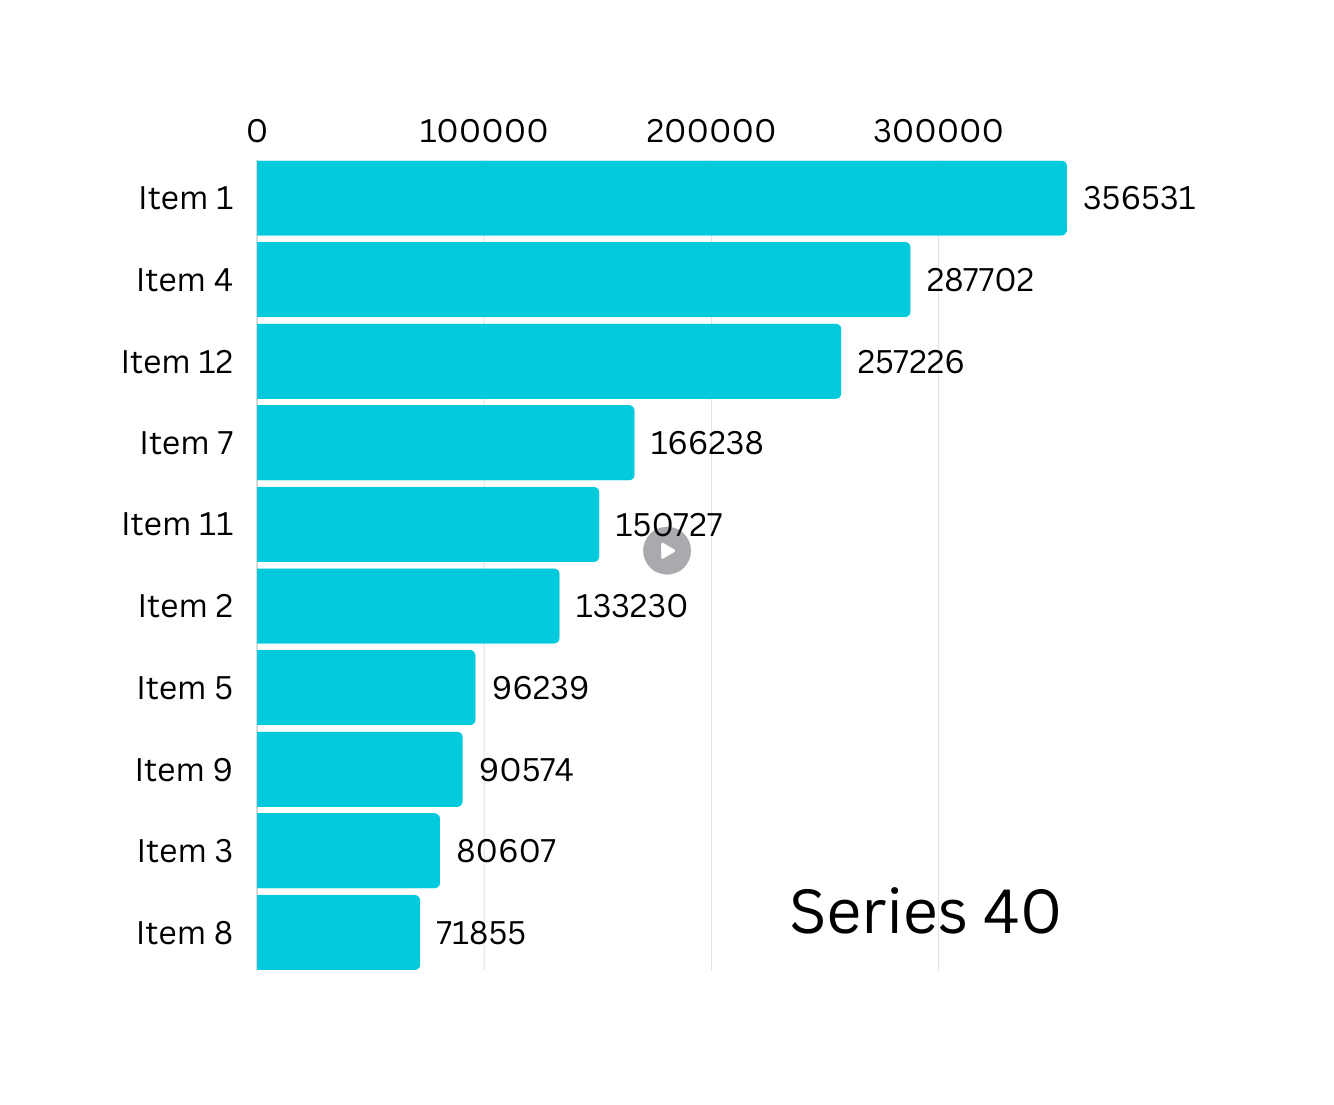 0 100000 200000 300000
Item 1 356531
Item 4 287702
Item 12 257226
Item 7 166238
Item 11 150727
Item 2 133230
Item 5 96239
Item 9 90574
Item 3 80607
Item 8 71855
Series 40